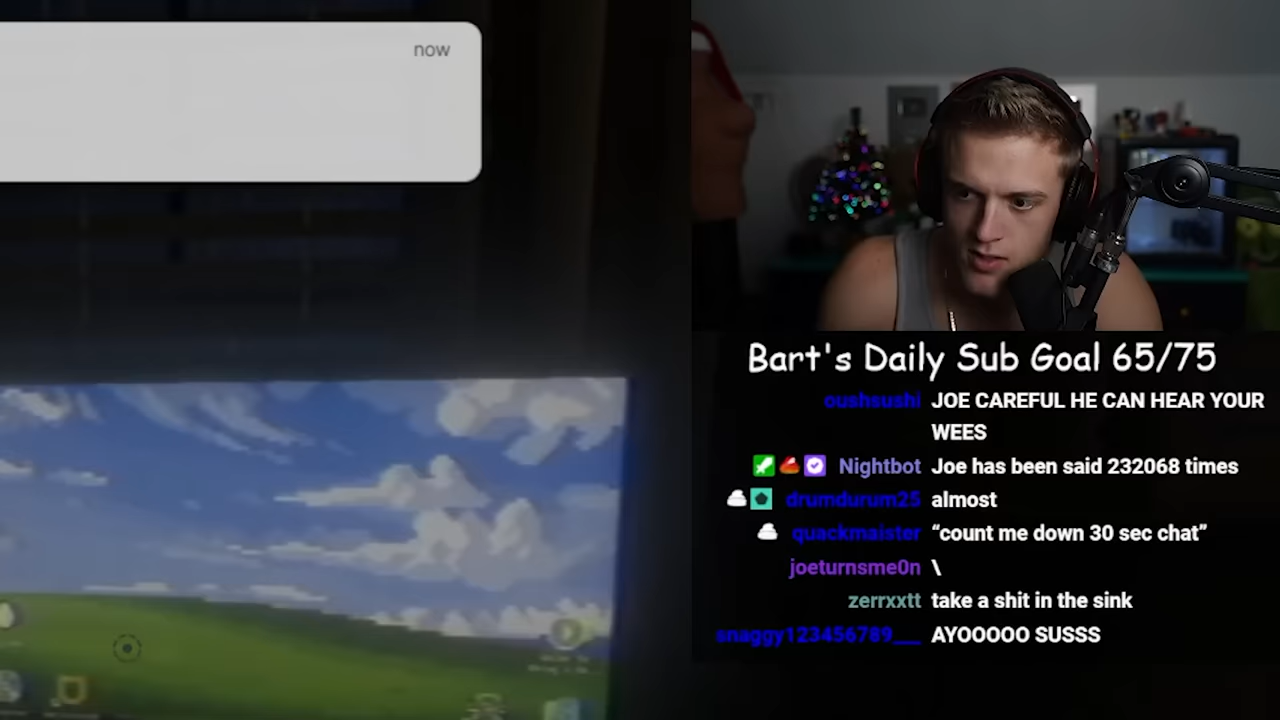 now
Bart's Daily Sub Goal 65/75
oushsushi JOE CAREFUL HE CAN HEAR YOUR
WEES
Nightbot Joe has been said 232068 times
drumdurum25 almost
quackmaister “count me down 30 sec chat”
joeturnsme0n \
zerrxxtt take a shit in the sink
snaggy123456789___ AYOOOOO SUSSS